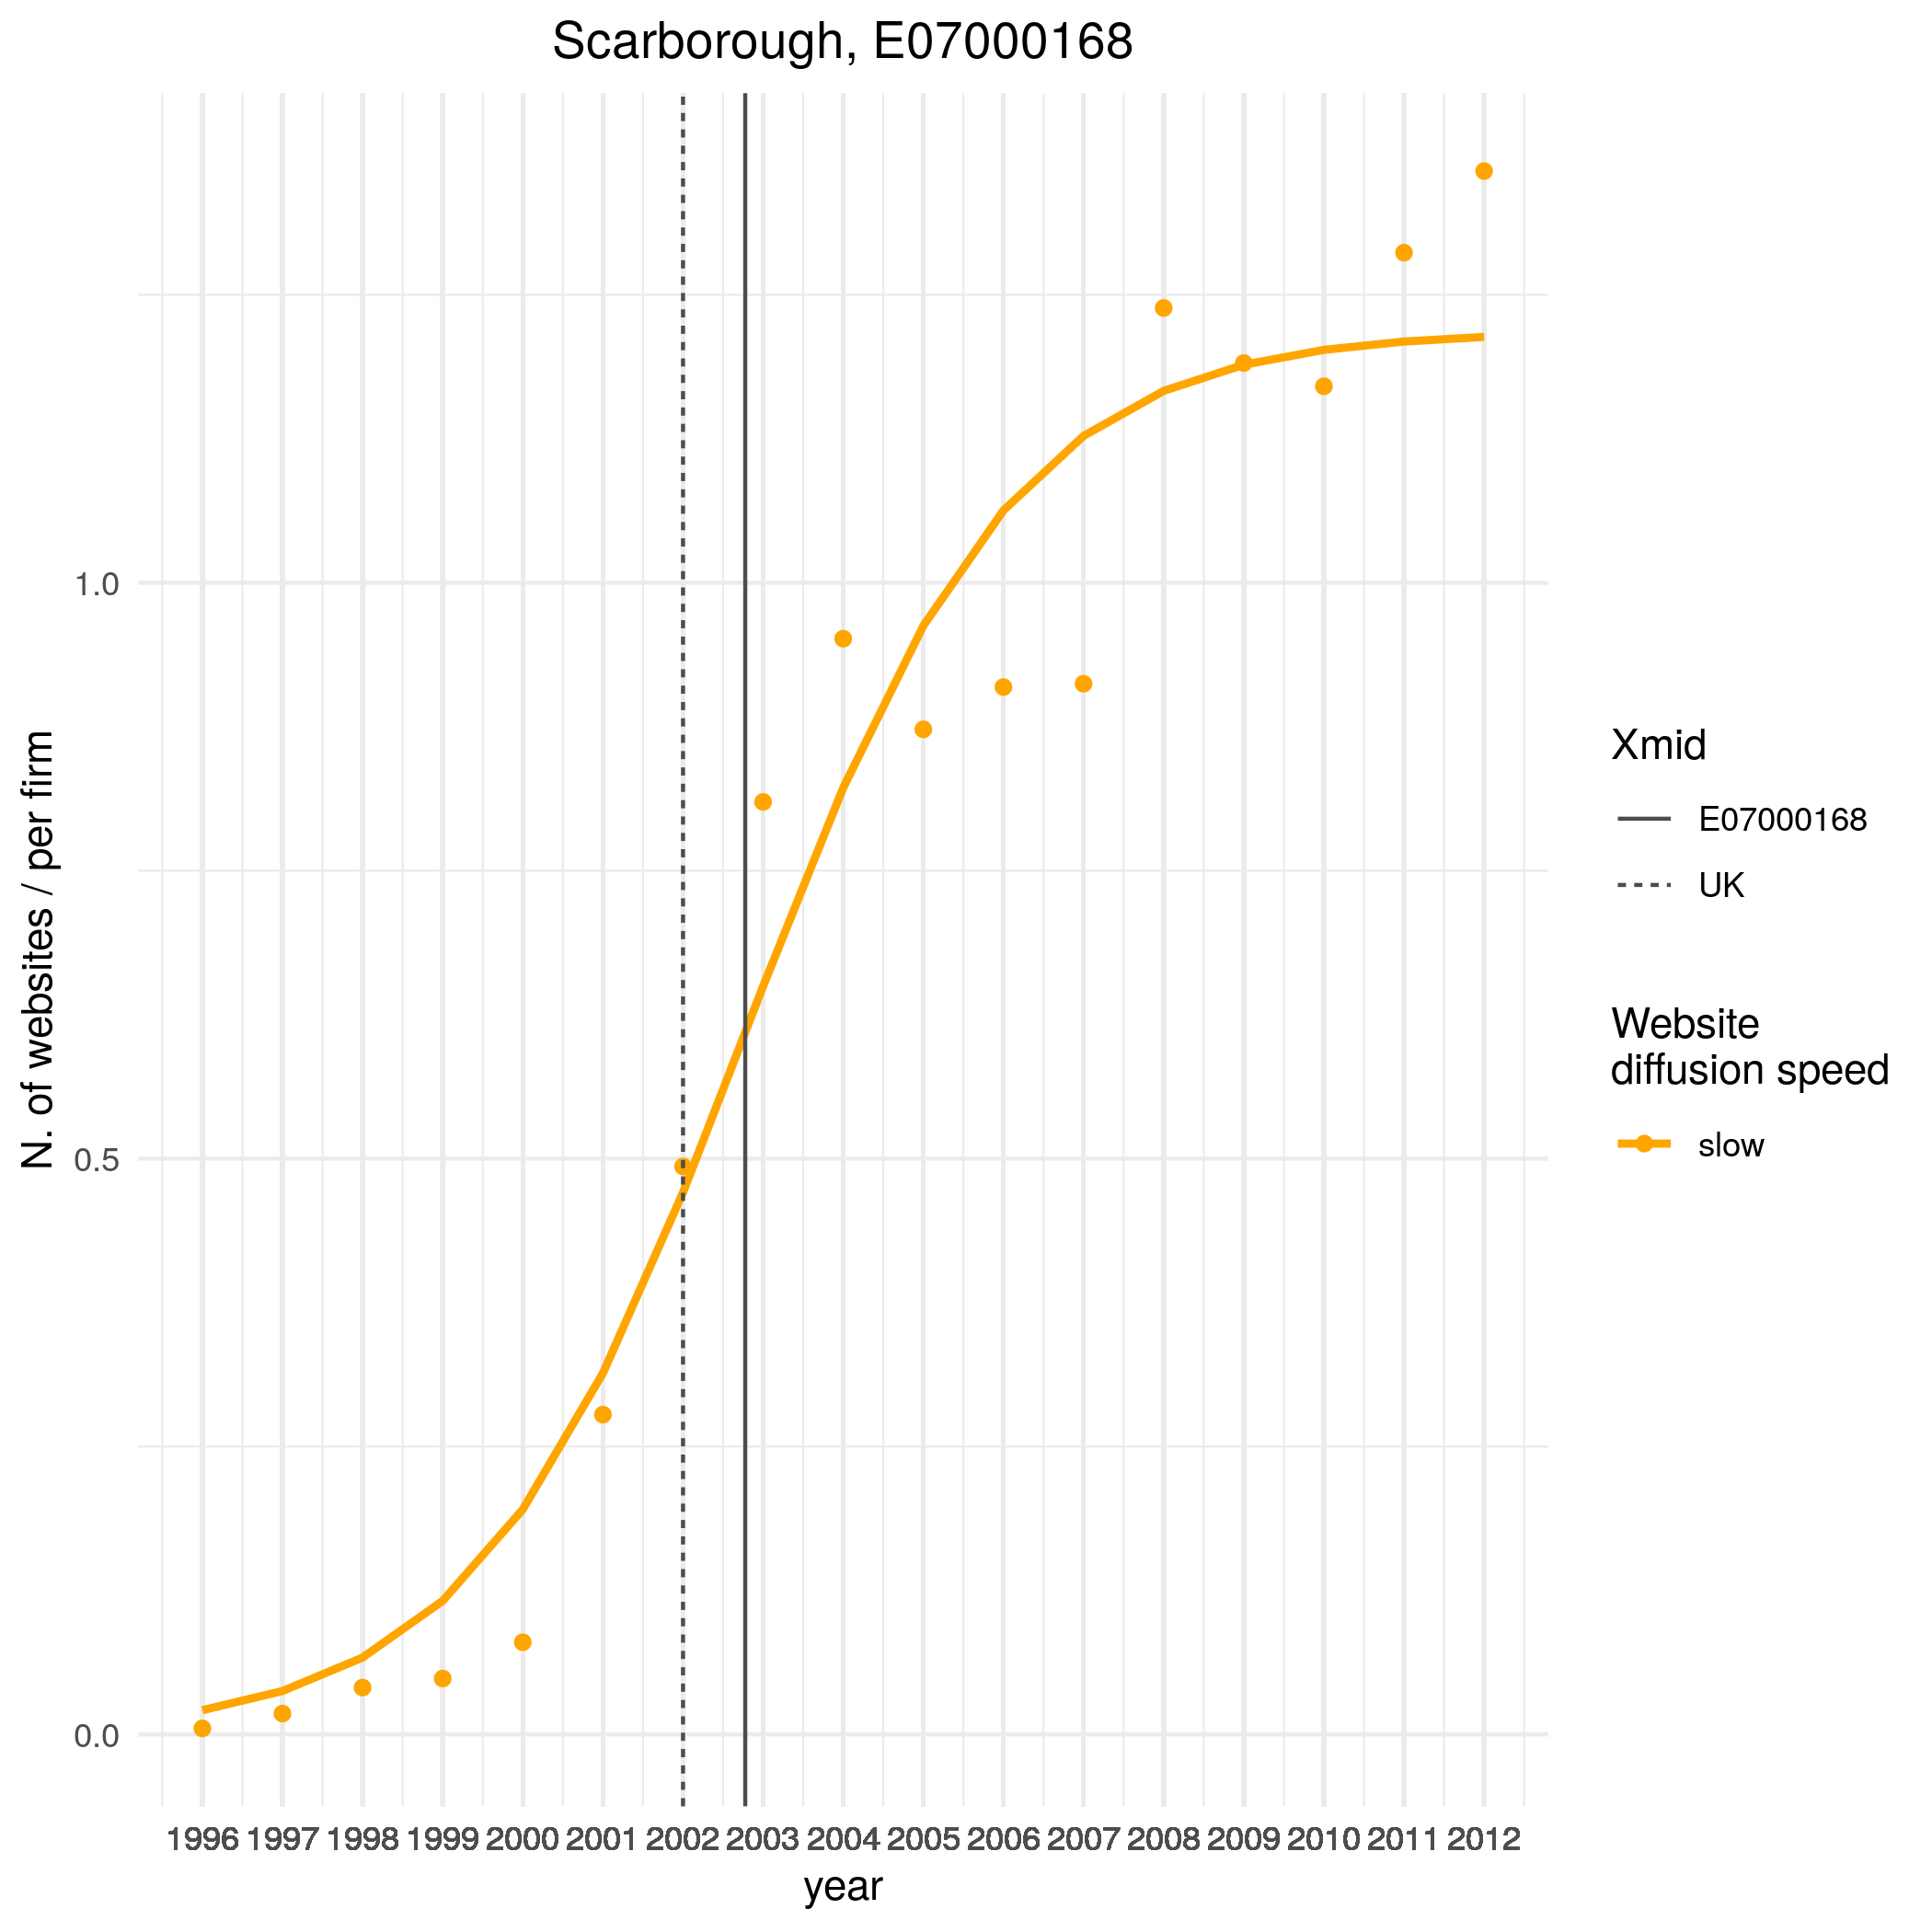 Scarborough, E07000168
N. of websites / per firm
1.0
0.5
0.0
1996 1997 1998 1999 2000 2001 2002 2003 2004 2005 2006 2007 2008 2009 2010 2011 2012
year
Xmid
E07000168
UK
Website
diffusion speed
slow